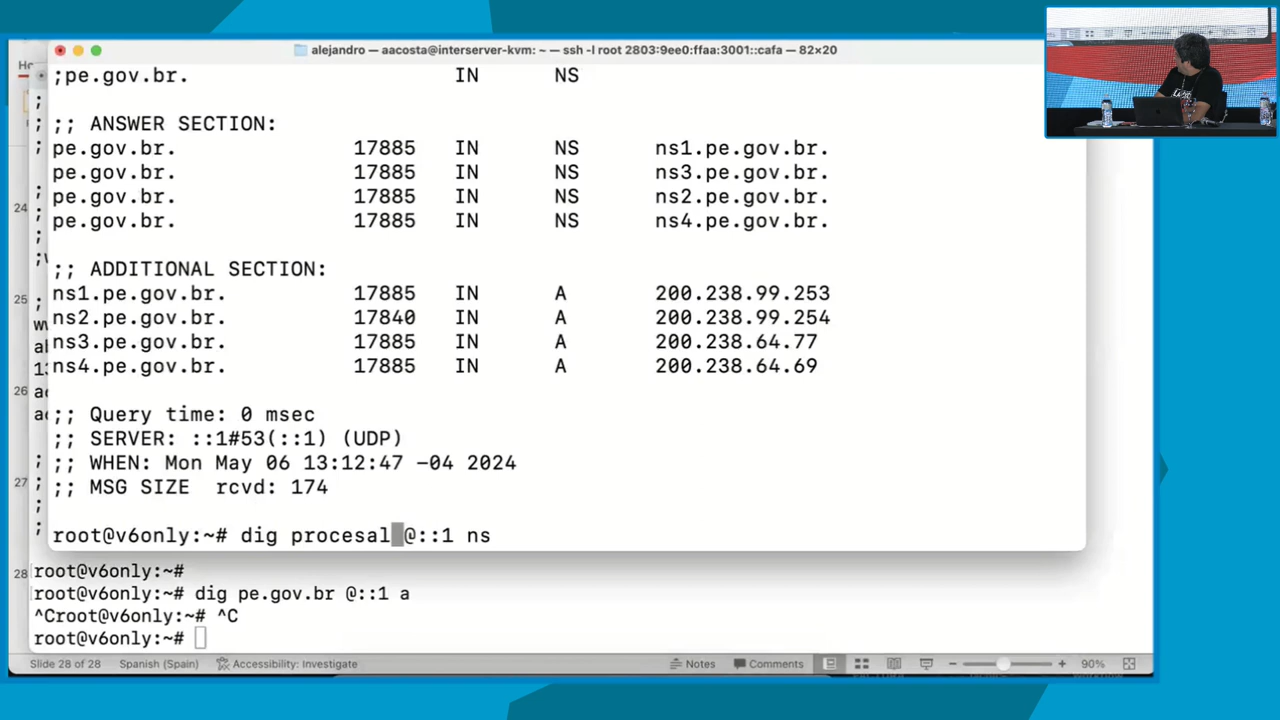 alejandro — aacosta@interserver-kvm: ~ — ssh -l root 2803:9ee0:ffaa:3001::cafa — 82×20
;pe.gov.br. IN NS
;; ANSWER SECTION:
pe.gov.br. 17885 IN NS ns1.pe.gov.br.
pe.gov.br. 17885 IN NS ns3.pe.gov.br.
pe.gov.br. 17885 IN NS ns2.pe.gov.br.
pe.gov.br. 17885 IN NS ns4.pe.gov.br.
;; ADDITIONAL SECTION:
ns1.pe.gov.br. 17885 IN A 200.238.99.253
ns2.pe.gov.br. 17840 IN A 200.238.99.254
ns3.pe.gov.br. 17885 IN A 200.238.64.77
ns4.pe.gov.br. 17885 IN A 200.238.64.69
;; Query time: 0 msec
;; SERVER: ::1#53(::1) (UDP)
;; WHEN: Mon May 06 13:12:47 -04 2024
;; MSG SIZE rcvd: 174
root@v6only:~# dig procesal @::1 ns
24
25
26
27
28
root@v6only:~#
root@v6only:~# dig pe.gov.br @::1 a
^Croot@v6only:~# ^C
root@v6only:~#
Slide 28 of 28 Spanish (Spain) Accessibility: Investigate Notes Comments 90%